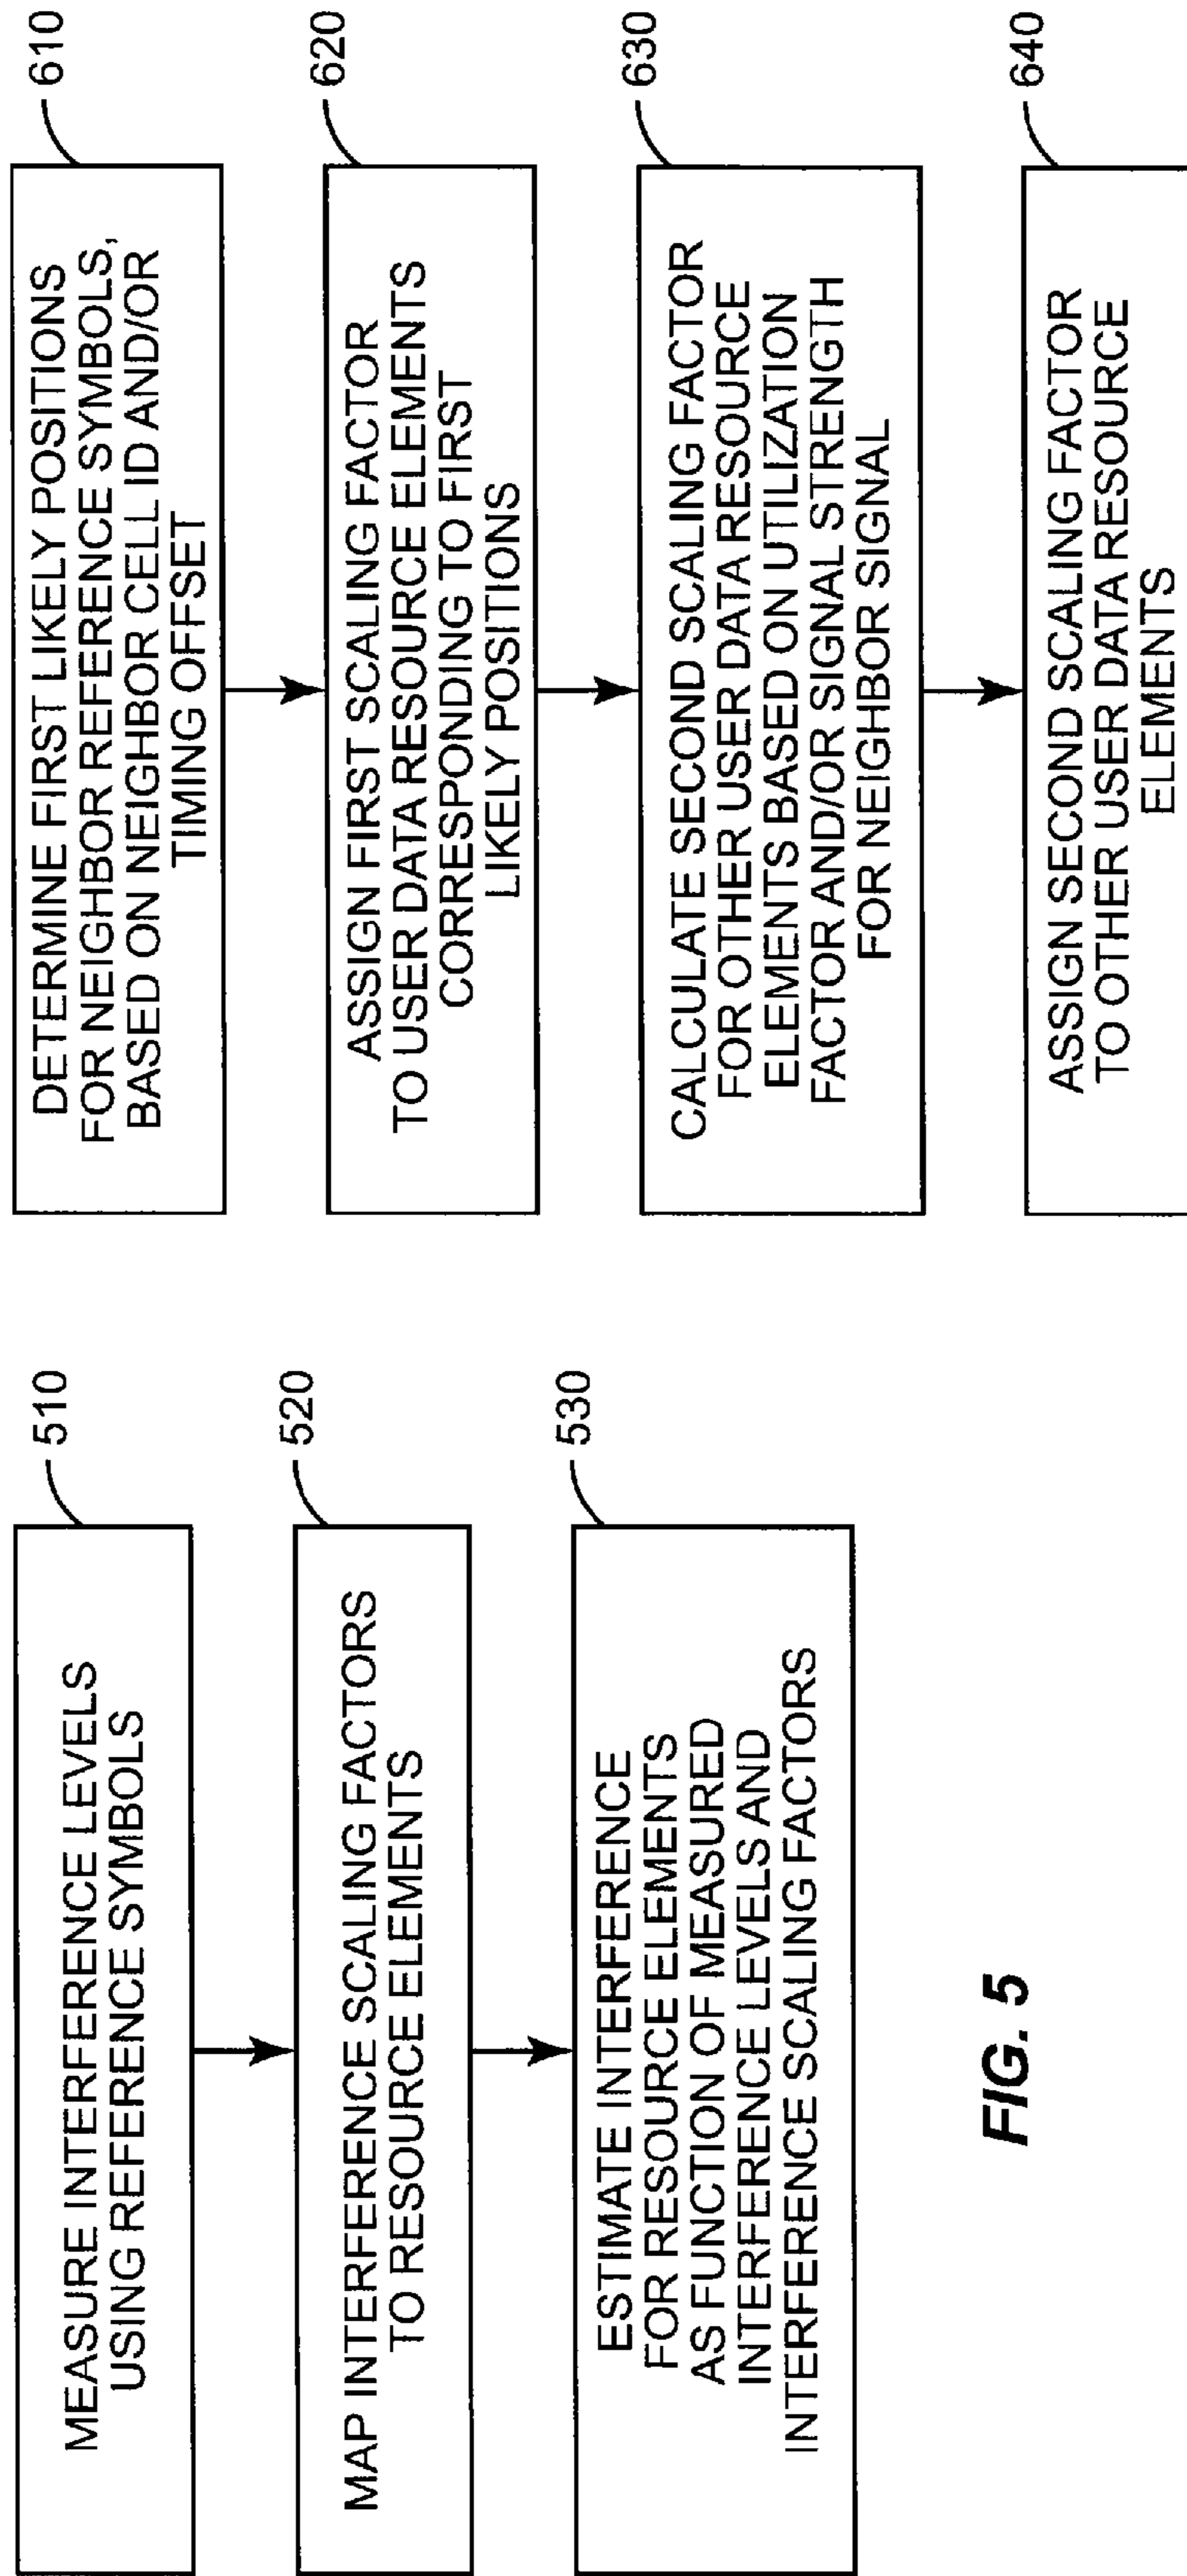 510
MEASURE INTERFERENCE LEVELS
USING REFERENCE SYMBOLS
520
MAP INTERFERENCE SCALING FACTORS
TO RESOURCE ELEMENTS
530
ESTIMATE INTERFERENCE
FOR RESOURCE ELEMENTS
AS FUNCTION OF MEASURED
INTERFERENCE LEVELS AND
INTERFERENCE SCALING FACTORS
FIG. 5
610
DETERMINE FIRST LIKELY POSITIONS
FOR NEIGHBOR REFERENCE SYMBOLS,
BASED ON NEIGHBOR CELL ID AND/OR
TIMING OFFSET
620
ASSIGN FIRST SCALING FACTOR
TO USER DATA RESOURCE ELEMENTS
CORRESPONDING TO FIRST
LIKELY POSITIONS
630
CALCULATE SECOND SCALING FACTOR
FOR OTHER USER DATA RESOURCE
ELEMENTS BASED ON UTILIZATION
FACTOR AND/OR SIGNAL STRENGTH
FOR NEIGHBOR SIGNAL
640
ASSIGN SECOND SCALING FACTOR
TO OTHER USER DATA RESOURCE
ELEMENTS